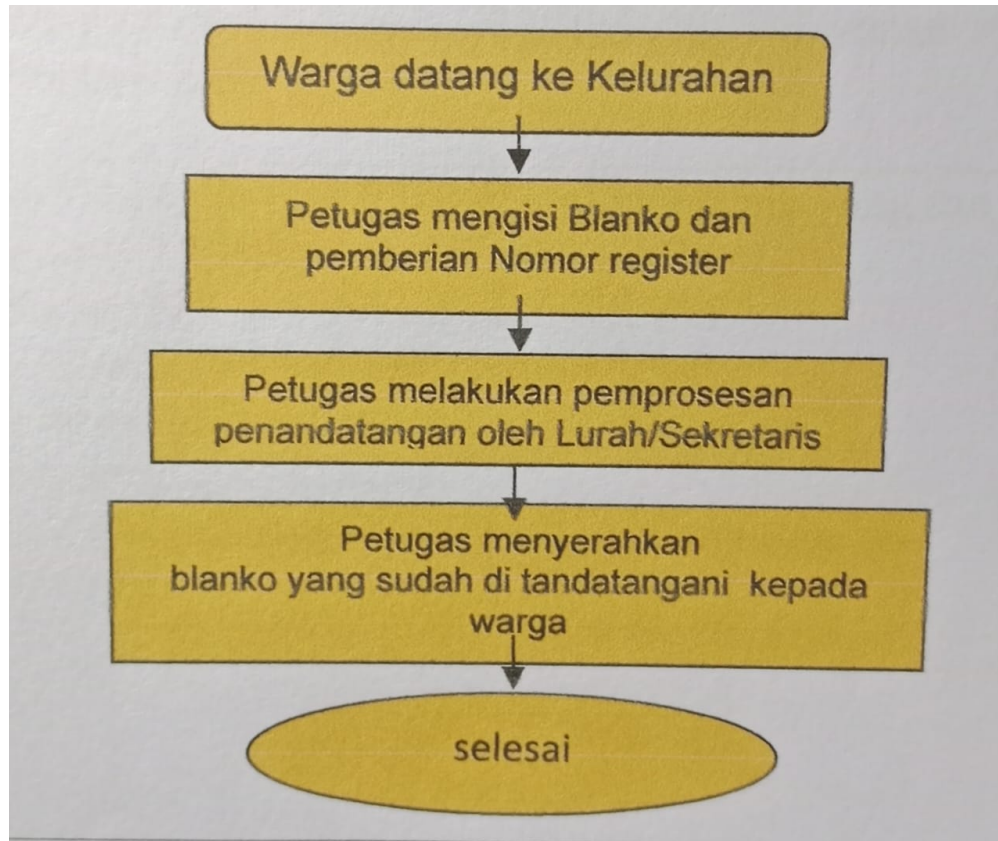 Warga datang ke Kelurahan
Petugas mengisi Blanko dan
pemberian Nomor register
Petugas melakukan pemprosesan
penandatangan oleh Lurah/Sekretaris
Petugas menyerahkan
blanko yang sudah di tandatangani kepada
warga
selesai